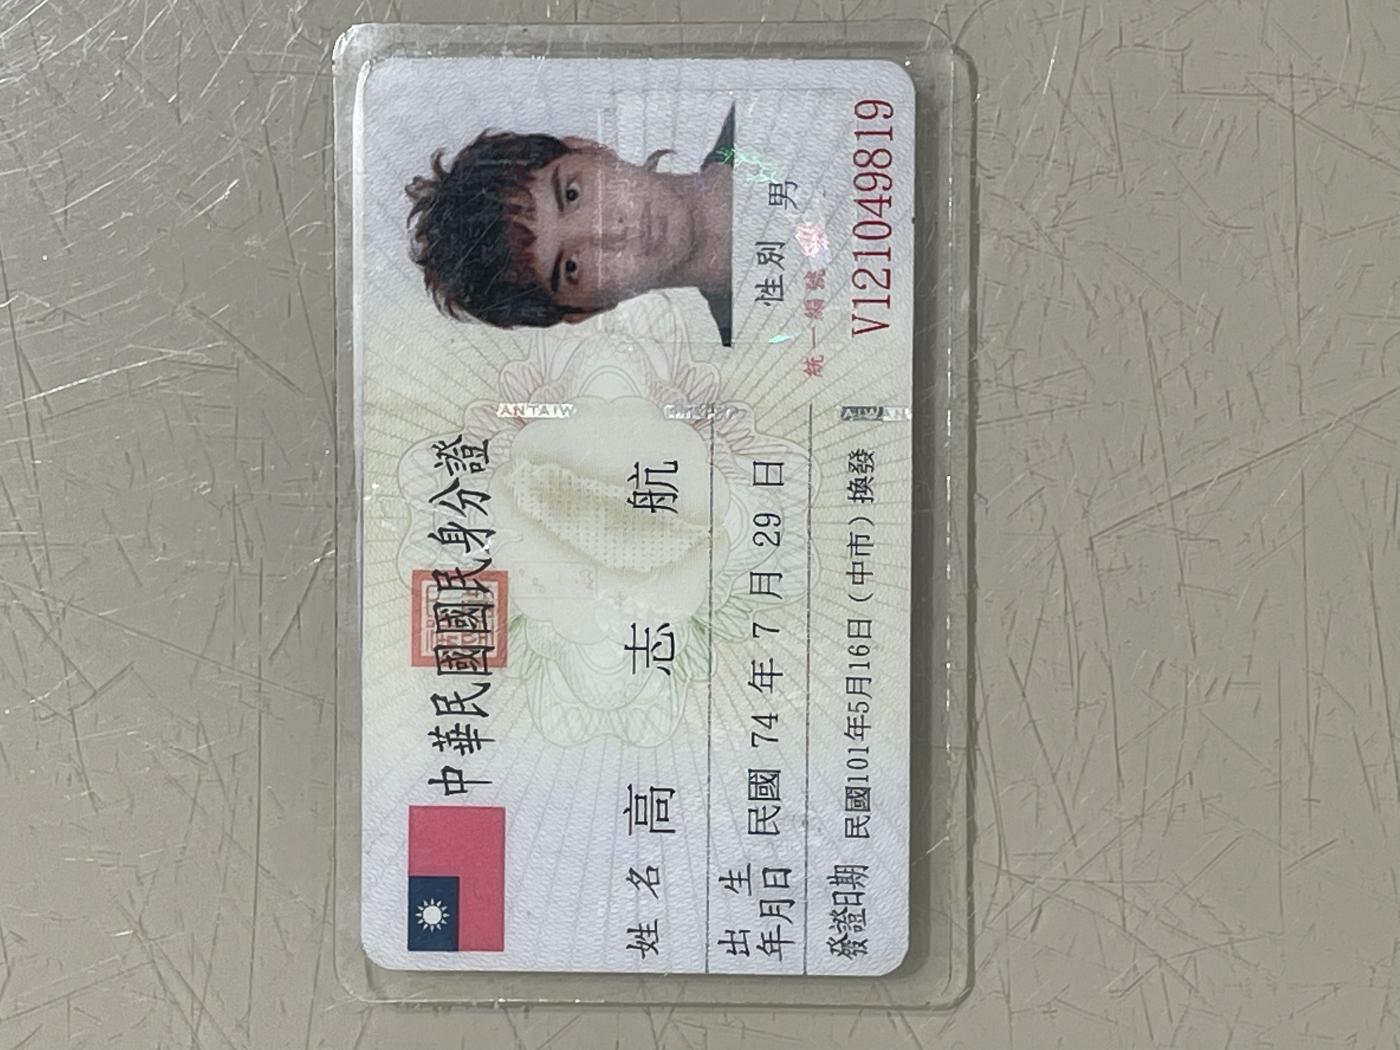 中華民國國民身分證
姓名 高志航
出生年月日 民國 74 年 7 月 29 日
發證日期 民國101年5月16日(中市)換發
性別 男
統一編號
V121049819